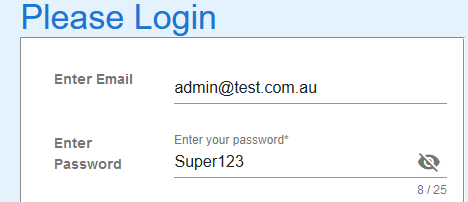 Please Login
Enter Email
admin@test.com.au
Enter your password*
Enter
Password
Super123
8 / 25